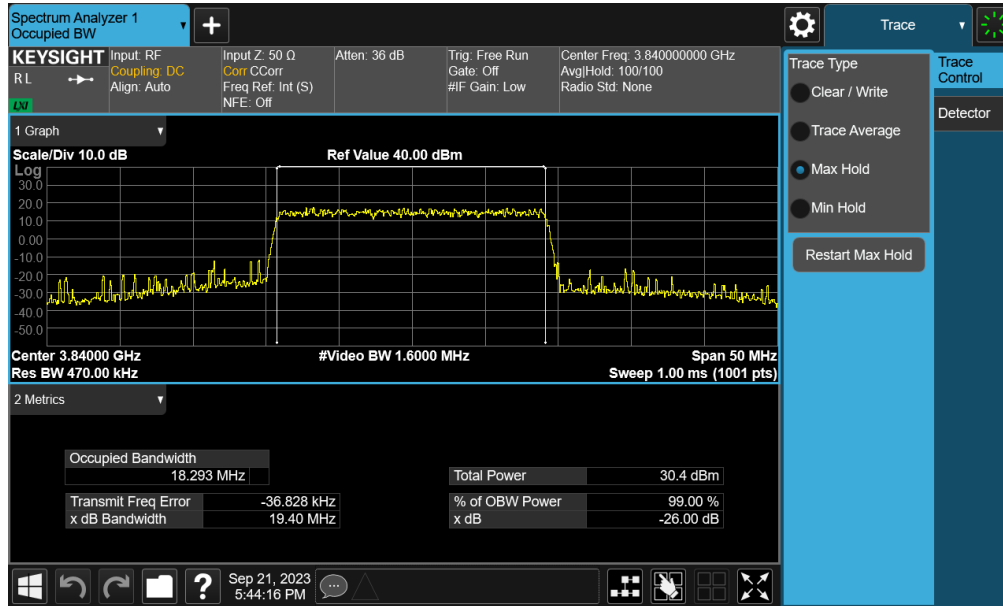 Spectrum Analyzer 1
Occupied BW
+
Trace
KEYSIGHT
R L
LXI
Input: RF
Coupling: DC
Align: Auto
Input Z: 50 Ω
Corr CCorr
Freq Ref: Int (S)
NFE: Off
Atten: 36 dB
Trig: Free Run
Gate: Off
#IF Gain: Low
Center Freq: 3.840000000 GHz
Avg|Hold: 100/100
Radio Std: None
Trace Type
Clear / Write
Trace Average
Max Hold
Min Hold
Restart Max Hold
Trace
Control
Detector
1 Graph
Scale/Div 10.0 dB
Ref Value 40.00 dBm
Log
30.0
20.0
10.0
0.00
-10.0
-20.0
-30.0
-40.0
-50.0
Center 3.84000 GHz
#Video BW 1.6000 MHz
Span 50 MHz
Res BW 470.00 kHz
Sweep 1.00 ms (1001 pts)
2 Metrics
Occupied Bandwidth
18.293 MHz
Total Power 30.4 dBm
Transmit Freq Error -36.828 kHz
% of OBW Power 99.00 %
x dB Bandwidth 19.40 MHz
x dB -26.00 dB
?
Sep 21, 2023
5:44:16 PM